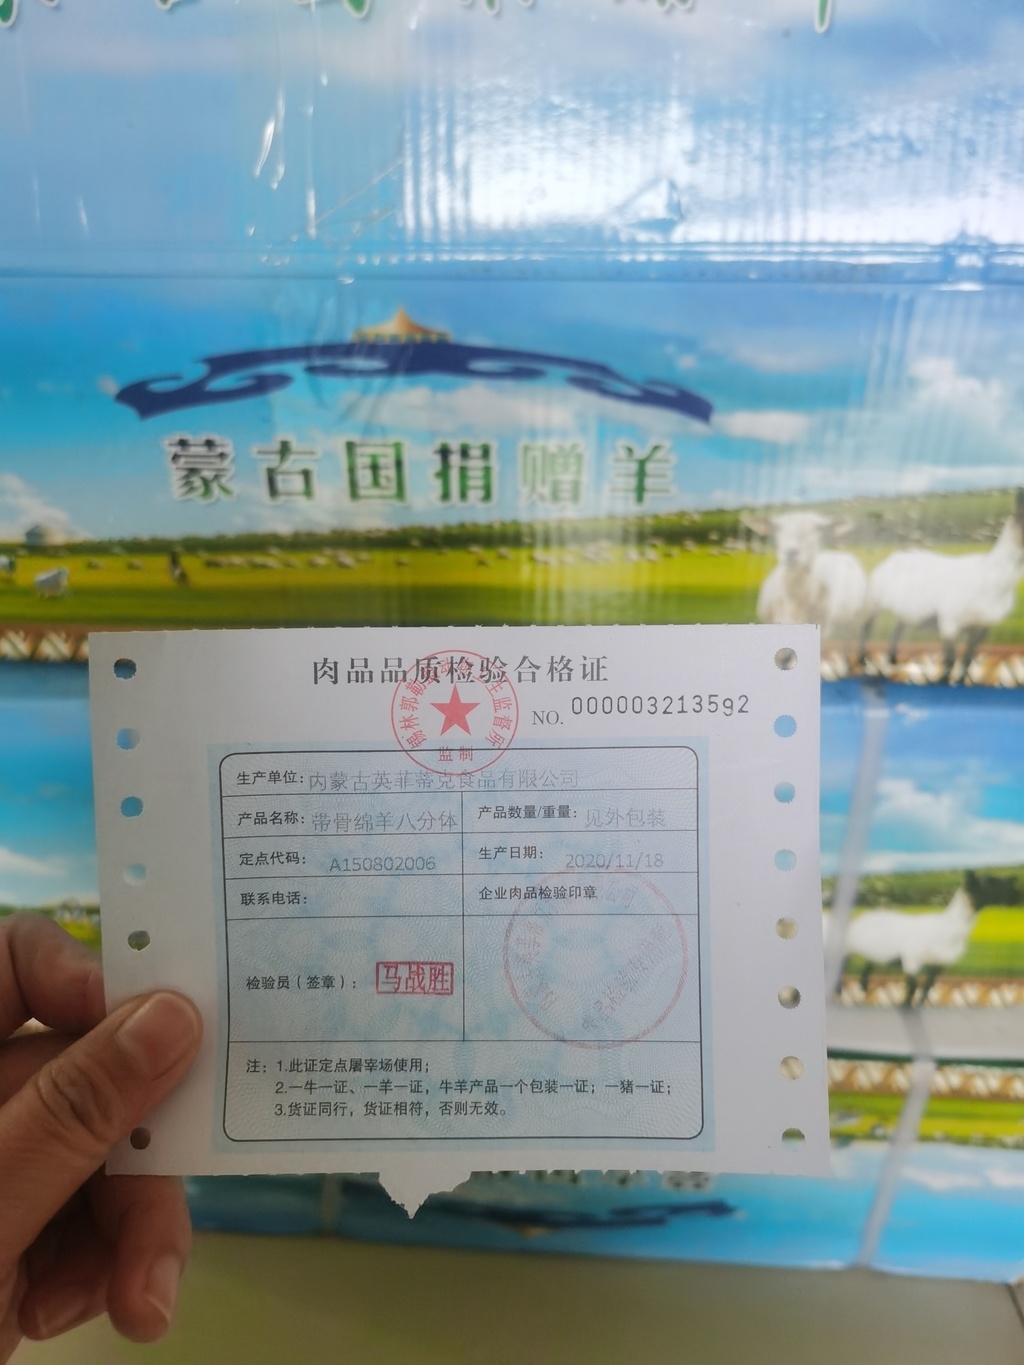 蒙古国捐赠羊
肉品品质检验合格证
NO. 000003213592
监制
生产单位：内蒙古英菲蒂克食品有限公司
产品名称：带骨绵羊八分体 产品数量/重量：见外包装
定点代码：A150802006 生产日期：2020/11/18
联系电话： 企业肉品检验印章
检验员（签章）：马战胜
注：1.此证定点屠宰场使用；
2.一牛一证、一羊一证，牛羊产品一个包装一证；一猪一证；
3.货证同行，货证相符，否则无效。